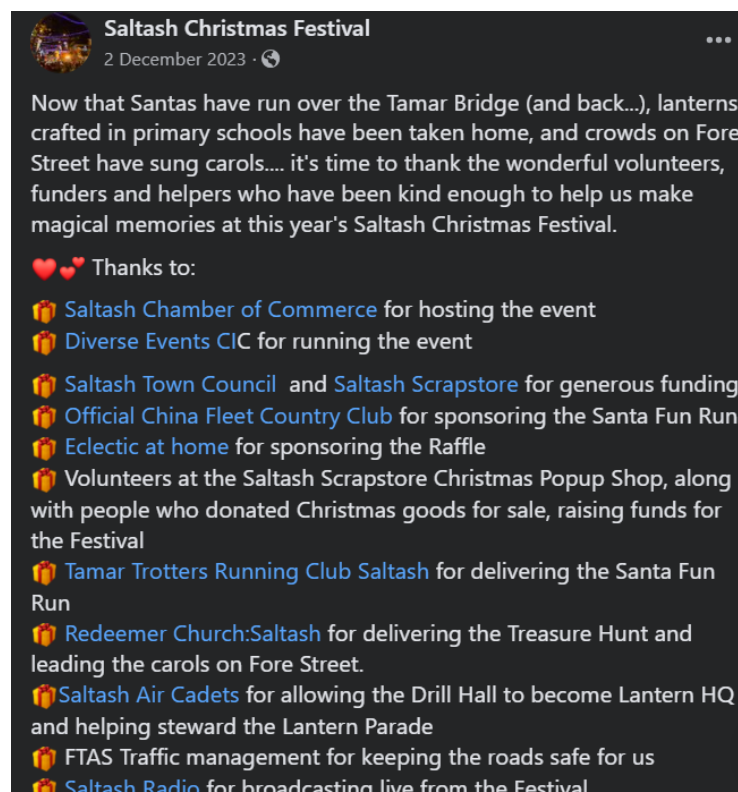 Saltash Christmas Festival
2 December 2023 ·
Now that Santas have run over the Tamar Bridge (and back...), lanterns
crafted in primary schools have been taken home, and crowds on Fore
Street have sung carols.... it's time to thank the wonderful volunteers,
funders and helpers who have been kind enough to help us make
magical memories at this year's Saltash Christmas Festival.
❤️💕 Thanks to:
🎁 Saltash Chamber of Commerce for hosting the event
🎁 Diverse Events CIC for running the event
🎁 Saltash Town Council and Saltash Scrapstore for generous funding
🎁 Official China Fleet Country Club for sponsoring the Santa Fun Run
🎁 Eclectic at home for sponsoring the Raffle
🎁 Volunteers at the Saltash Scrapstore Christmas Popup Shop, along
with people who donated Christmas goods for sale, raising funds for
the Festival
🎁 Tamar Trotters Running Club Saltash for delivering the Santa Fun
Run
🎁 Redeemer Church:Saltash for delivering the Treasure Hunt and
leading the carols on Fore Street.
🎁Saltash Air Cadets for allowing the Drill Hall to become Lantern HQ
and helping steward the Lantern Parade
🎁 FTAS Traffic management for keeping the roads safe for us
🎁 Saltash Radio for broadcasting live from the Festival